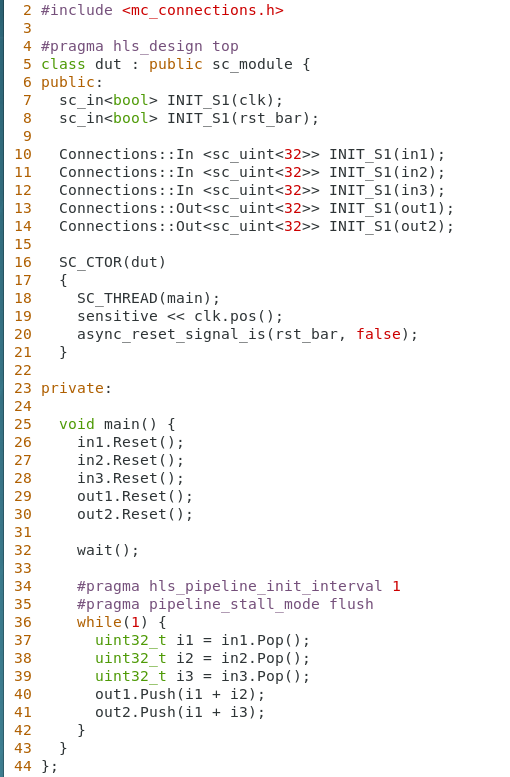 2 #include <mc_connections.h>
3
4 #pragma hls_design top
5 class dut : public sc_module {
6 public:
7   sc_in<bool> INIT_S1(clk);
8   sc_in<bool> INIT_S1(rst_bar);
9
10   Connections::In <sc_uint<32>> INIT_S1(in1);
11   Connections::In <sc_uint<32>> INIT_S1(in2);
12   Connections::In <sc_uint<32>> INIT_S1(in3);
13   Connections::Out<sc_uint<32>> INIT_S1(out1);
14   Connections::Out<sc_uint<32>> INIT_S1(out2);
15
16   SC_CTOR(dut)
17   {
18     SC_THREAD(main);
19     sensitive << clk.pos();
20     async_reset_signal_is(rst_bar, false);
21   }
22
23 private:
24
25   void main() {
26     in1.Reset();
27     in2.Reset();
28     in3.Reset();
29     out1.Reset();
30     out2.Reset();
31
32     wait();
33
34     #pragma hls_pipeline_init_interval 1
35     #pragma pipeline_stall_mode flush
36     while(1) {
37       uint32_t i1 = in1.Pop();
38       uint32_t i2 = in2.Pop();
39       uint32_t i3 = in3.Pop();
40       out1.Push(i1 + i2);
41       out2.Push(i1 + i3);
42     }
43   }
44 };